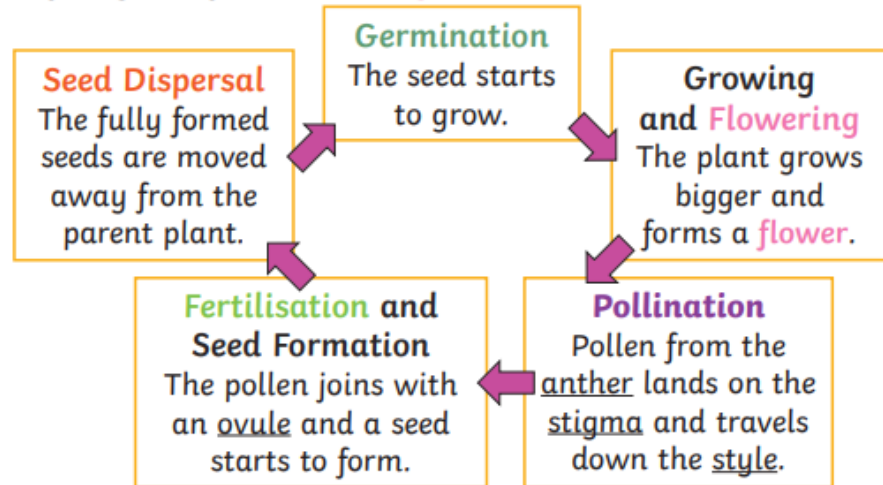 Germination
The seed starts
to grow.
Growing
and Flowering
The plant grows
bigger and
forms a flower.
Pollination
Pollen from the
anther lands on the
stigma and travels
down the style.
Fertilisation and
Seed Formation
The pollen joins with
an ovule and a seed
starts to form.
Seed Dispersal
The fully formed
seeds are moved
away from the
parent plant.